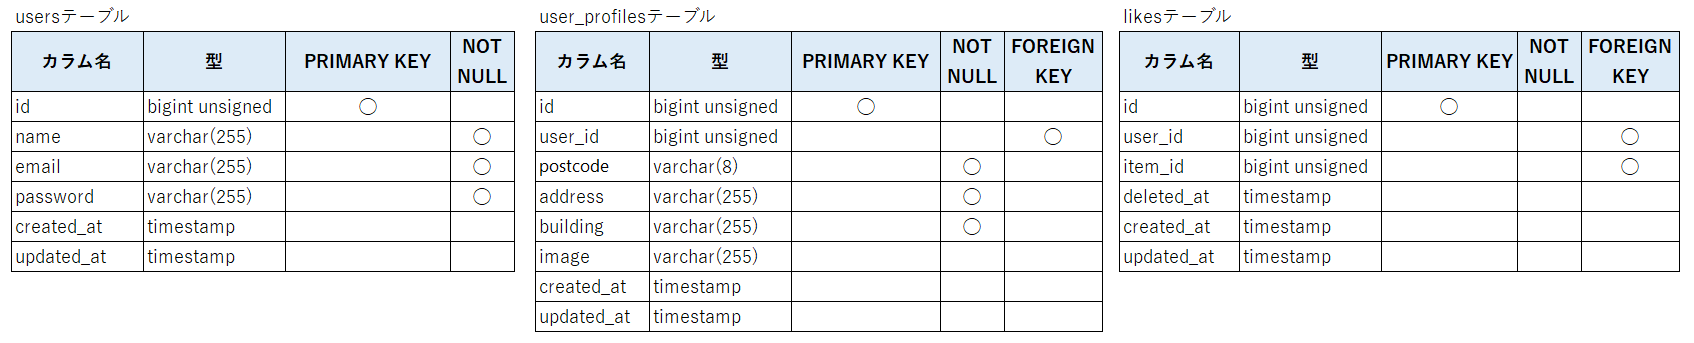 usersテーブル
カラム名 型 PRIMARY KEY NOT NULL
id bigint unsigned ○
name varchar(255) ○
email varchar(255) ○
password varchar(255) ○
created_at timestamp
updated_at timestamp
user_profilesテーブル
カラム名 型 PRIMARY KEY NOT NULL FOREIGN KEY
id bigint unsigned ○
user_id bigint unsigned ○
postcode varchar(8) ○
address varchar(255) ○
building varchar(255) ○
image varchar(255)
created_at timestamp
updated_at timestamp
likesテーブル
カラム名 型 PRIMARY KEY NOT NULL FOREIGN KEY
id bigint unsigned ○
user_id bigint unsigned ○
item_id bigint unsigned ○
deleted_at timestamp
created_at timestamp
updated_at timestamp